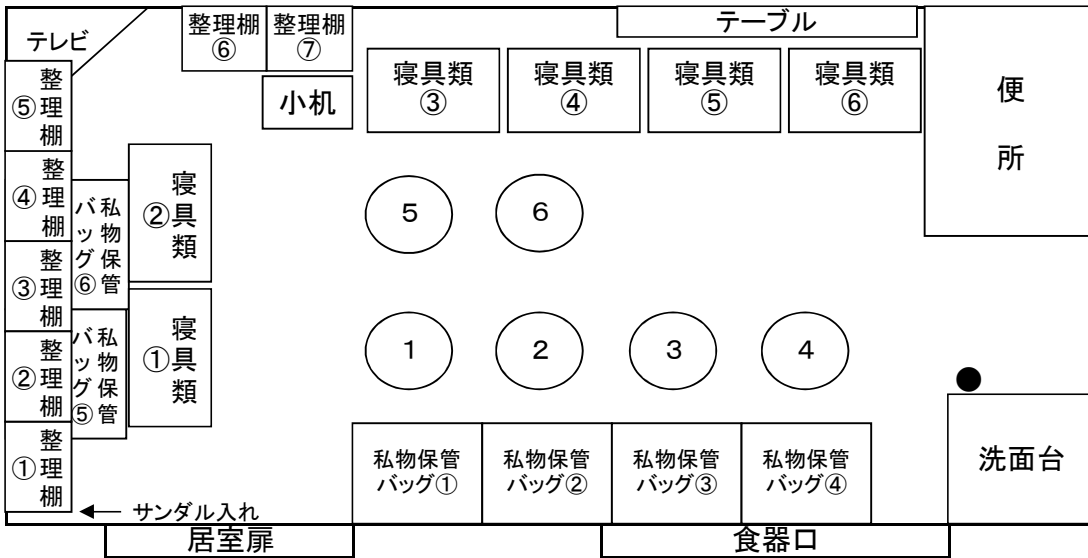 テレビ
整理棚
⑥
整理棚
⑦
テーブル
小机
寝具類
③
寝具類
④
寝具類
⑤
寝具類
⑥
便所
⑤整理棚
④整理棚
③整理棚
②整理棚
①整理棚
私物保管
バッグ⑥
私物保管
バッグ⑤
②寝具類
①寝具類
5
6
1
2
3
4
私物保管
バッグ①
私物保管
バッグ②
私物保管
バッグ③
私物保管
バッグ④
洗面台
← サンダル入れ
居室扉
食器口